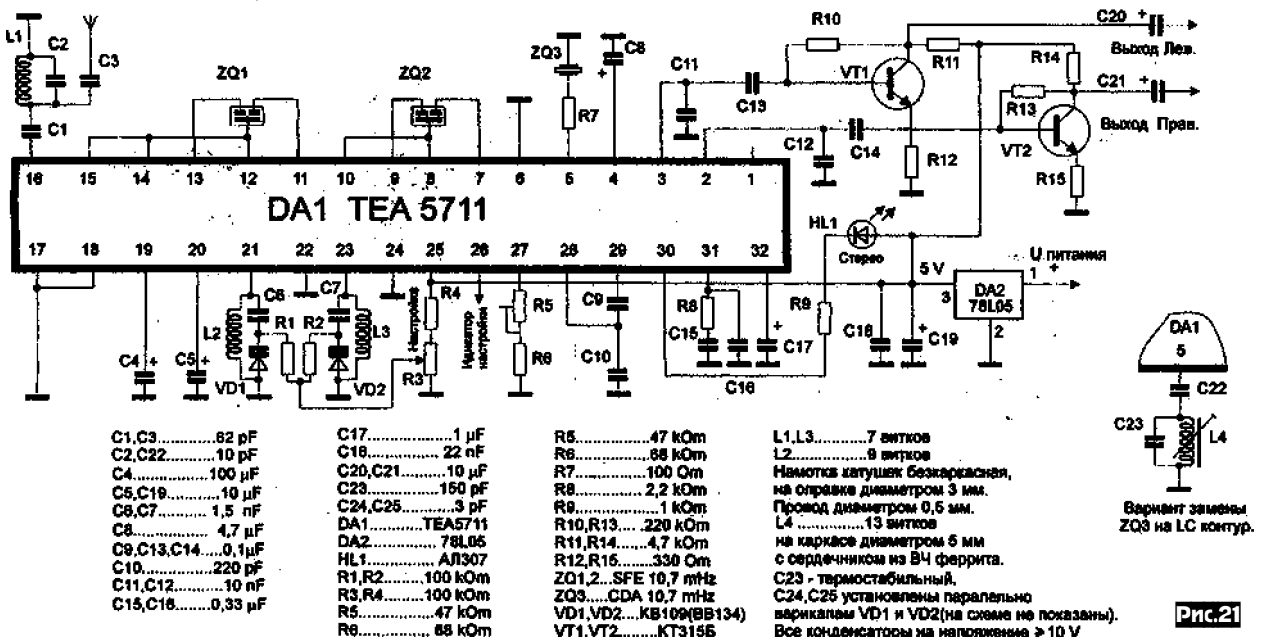 L1
C2
C3
C1
ZQ1
ZQ2
ZQ3
C8
R7
C11
C13
R10
VT1
R11
C20
+
Выход Лев.
R14
C21
+
R13
Выход Прав.
VT2
C12
C14
R12
R15
16 15 14 13 12 11 10 9 8 7 6 5 4 3 2 1
DA1 TEA 5711
17 18 19 20 21 22 23 24 25 26 27 28 29 30 31 32
HL1
Стерео
5 V
U питания
3
DA2
78L05
1
+
2
C4
+
C5
+
L2
C6
R1
R2
C7
L3
VD1
VD2
Настройка
R4
R3
Идикатор
настройки
R5
R6
C9
C10
R8
C15
C16
C17
+
R9
C18
C19
+
DA1
5
C22
C23
L4
Вариант замены
ZQ3 на LC контур.
C1,C3.............62 pF
C2,C22...........10 pF
C4................100 µF
C5,C19...........10 µF
C6,C7........... 1,5 nF
C8................ 4,7 µF
C9,C13,C14.....0,1µF
C10..............220 pF
C11,C12..........10 nF
C15,C16.......0,33 µF
C17...................1 µF
C18................ 22 nF
C20,C21...........10 µF
C23...............150 pF
C24,C25.............3 pF
DA1..........TEA5711
DA2............. 78L05
HL1.............. АЛ307
R1,R2.......100 kOm
R3,R4.......100 kOm
R5..............47 kOm
R6.............. 68 kOm
R5..............47 kOm
R6..............68 kOm
R7.............100 Om
R8..............2,2 kOm
R9................1 kOm
R10,R13.....220 kOm
R11,R14......4,7 kOm
R12,R15.......330 Om
ZQ1,2...SFE 10,7 mHz
ZQ3.....CDA 10,7 mHz
VD1,VD2...KB109(BB134)
VT1,VT2........КТ315Б
L1,L3..........7 витков
L2...............9 витков
Намотка катушек безкаркасная,
на оправке диаметром 3 мм.
Провод диаметром 0,5 мм.
L4 ............13 витков
на каркасе диаметром 5 мм
с сердечником из ВЧ феррита.
C23 - термостабильный.
C24,C25 установлены паралельно
варикапам VD1 и VD2(на схеме не показаны).
Все конденсаторы на напряжение > 10 V
Рис.21